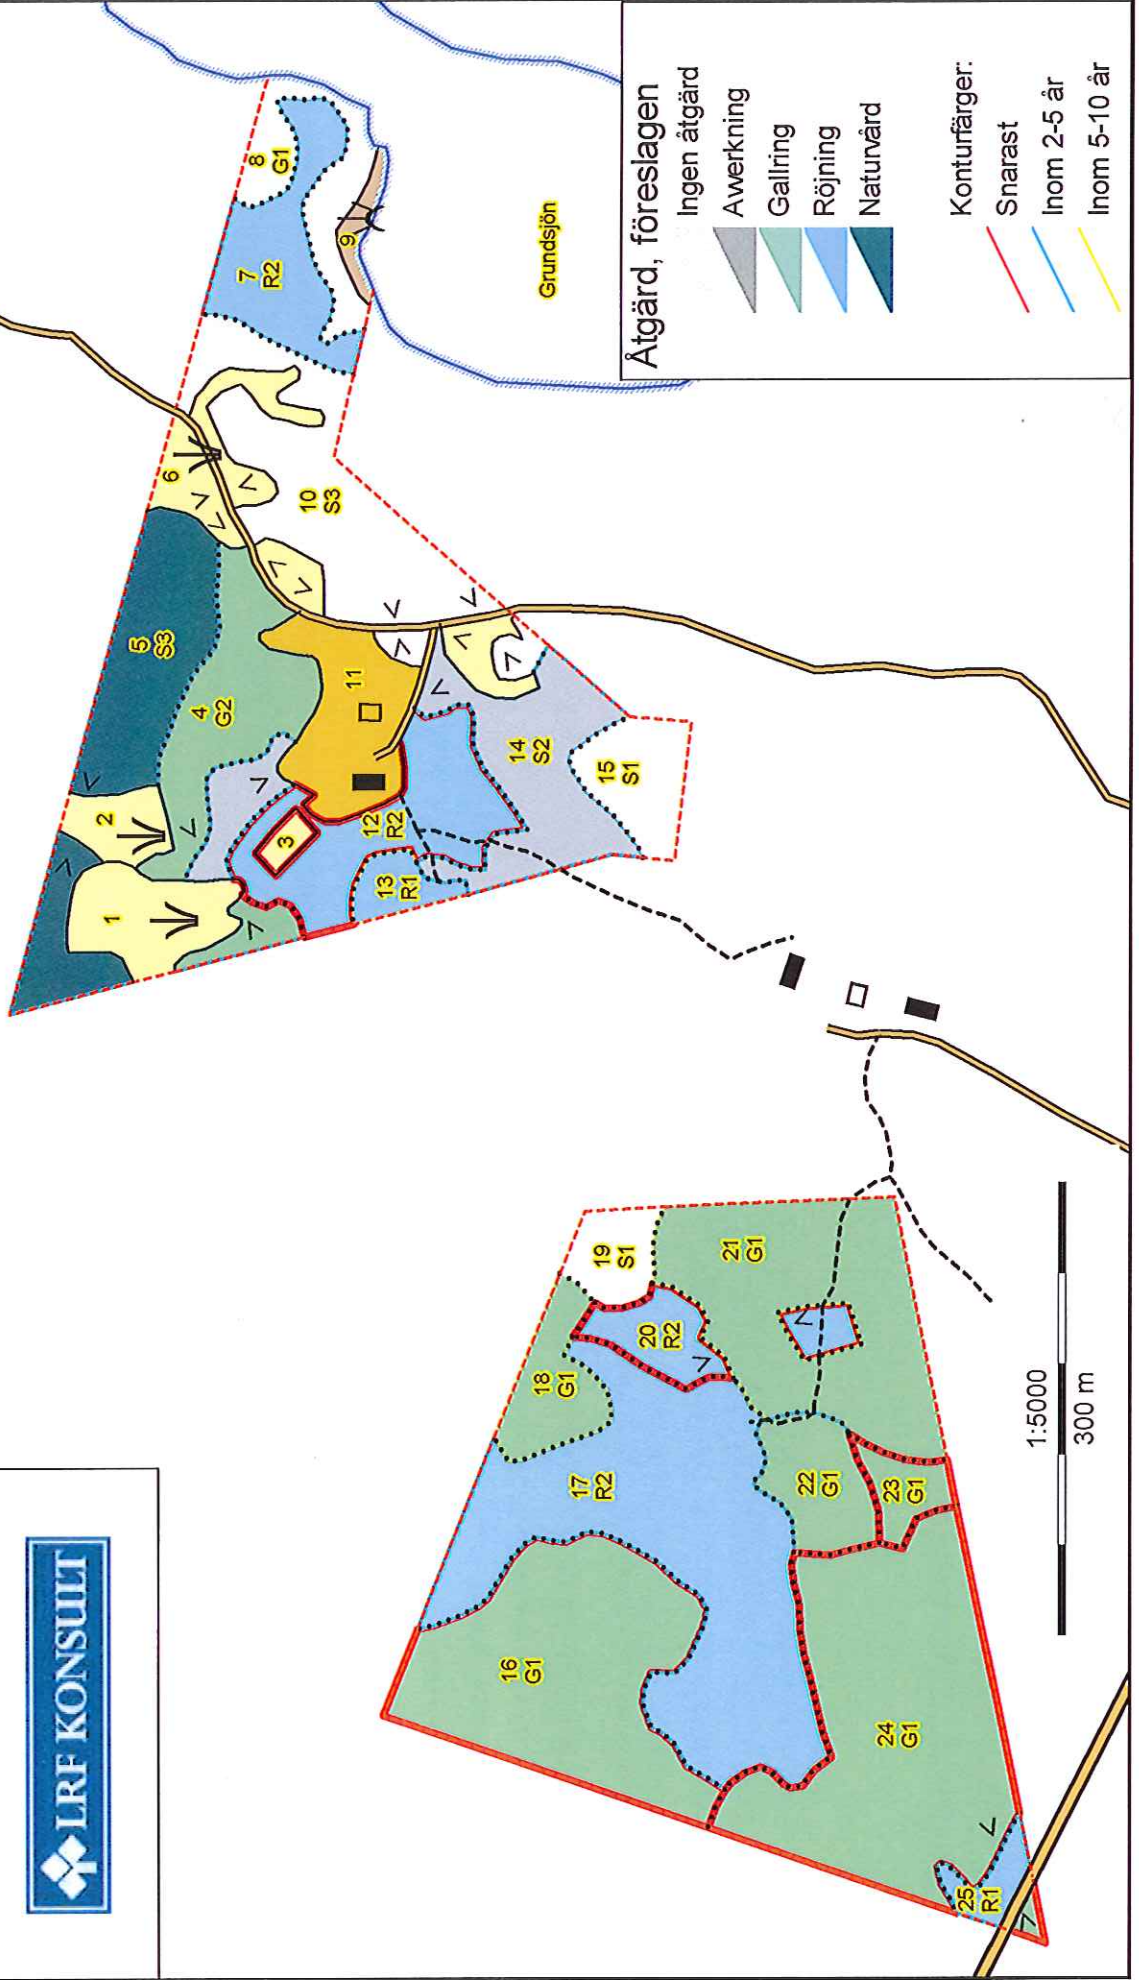 LRF KONSULT
1
2
3
4
G2
5
S3
6
7
R2
8
G1
9
10
S3
11
12
R2
13
R1
14
S2
15
S1
Grundsjön
16
G1
17
R2
18
G1
19
S1
20
R2
21
G1
22
G1
23
G1
24
G1
25
R1
1:5000
300 m
Åtgärd, föreslagen
Ingen åtgärd
Avverkning
Gallring
Röjning
Naturvård
Konturfärger:
Snarast
Inom 2-5 år
Inom 5-10 år